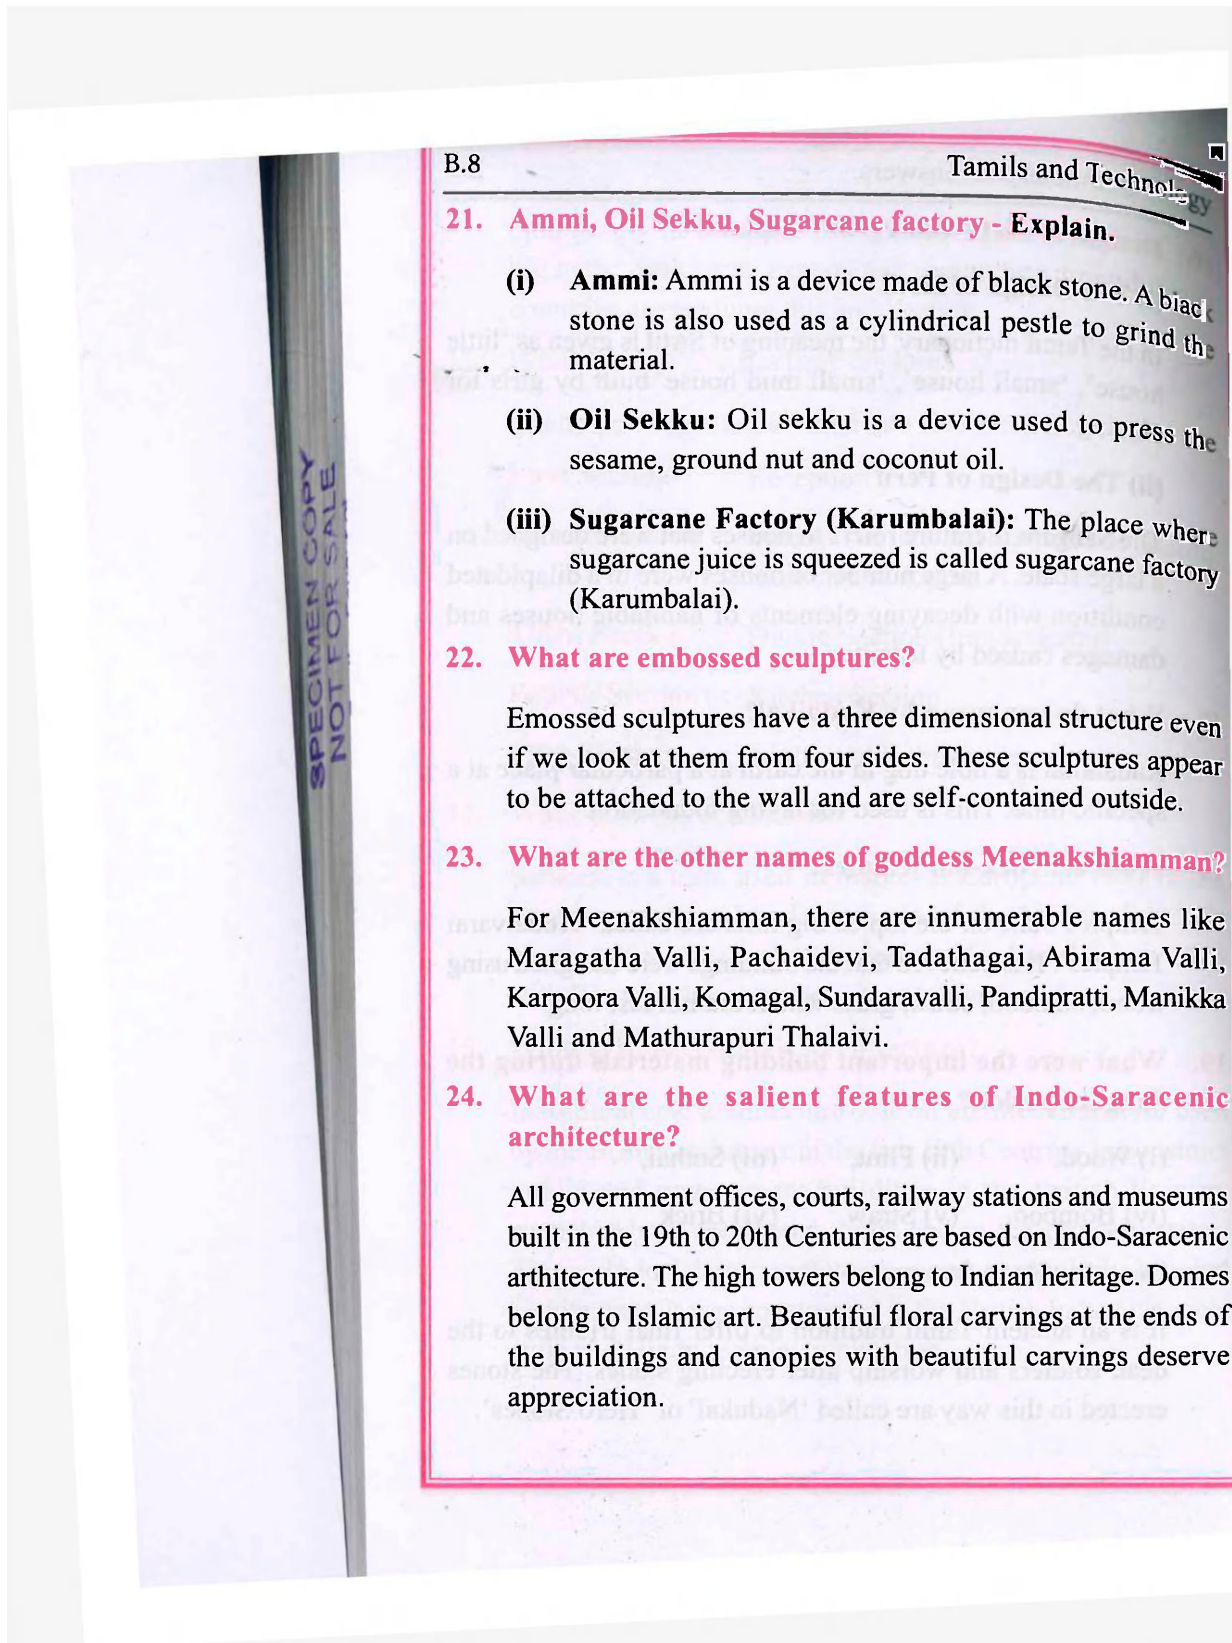 B.8 Tamils and Technology
21. Ammi, Oil Sekku, Sugarcane factory - Explain.
(i) Ammi: Ammi is a device made of black stone. A black
stone is also used as a cylindrical pestle to grind the
material.
(ii) Oil Sekku: Oil sekku is a device used to press the
sesame, ground nut and coconut oil.
(iii) Sugarcane Factory (Karumbalai): The place where
sugarcane juice is squeezed is called sugarcane factory
(Karumbalai).
22. What are embossed sculptures?
Emossed sculptures have a three dimensional structure even
if we look at them from four sides. These sculptures appear
to be attached to the wall and are self-contained outside.
23. What are the other names of goddess Meenakshiamman?
For Meenakshiamman, there are innumerable names like
Maragatha Valli, Pachaidevi, Tadathagai, Abirama Valli,
Karpoora Valli, Komagal, Sundaravalli, Pandipratti, Manikka
Valli and Mathurapuri Thalaivi.
24. What are the salient features of Indo-Saracenic
architecture?
All government offices, courts, railway stations and museums
built in the 19th to 20th Centuries are based on Indo-Saracenic
arthitecture. The high towers belong to Indian heritage. Domes
belong to Islamic art. Beautiful floral carvings at the ends of
the buildings and canopies with beautiful carvings deserve
appreciation.
SPECIMEN COPY
NOT FOR SALE